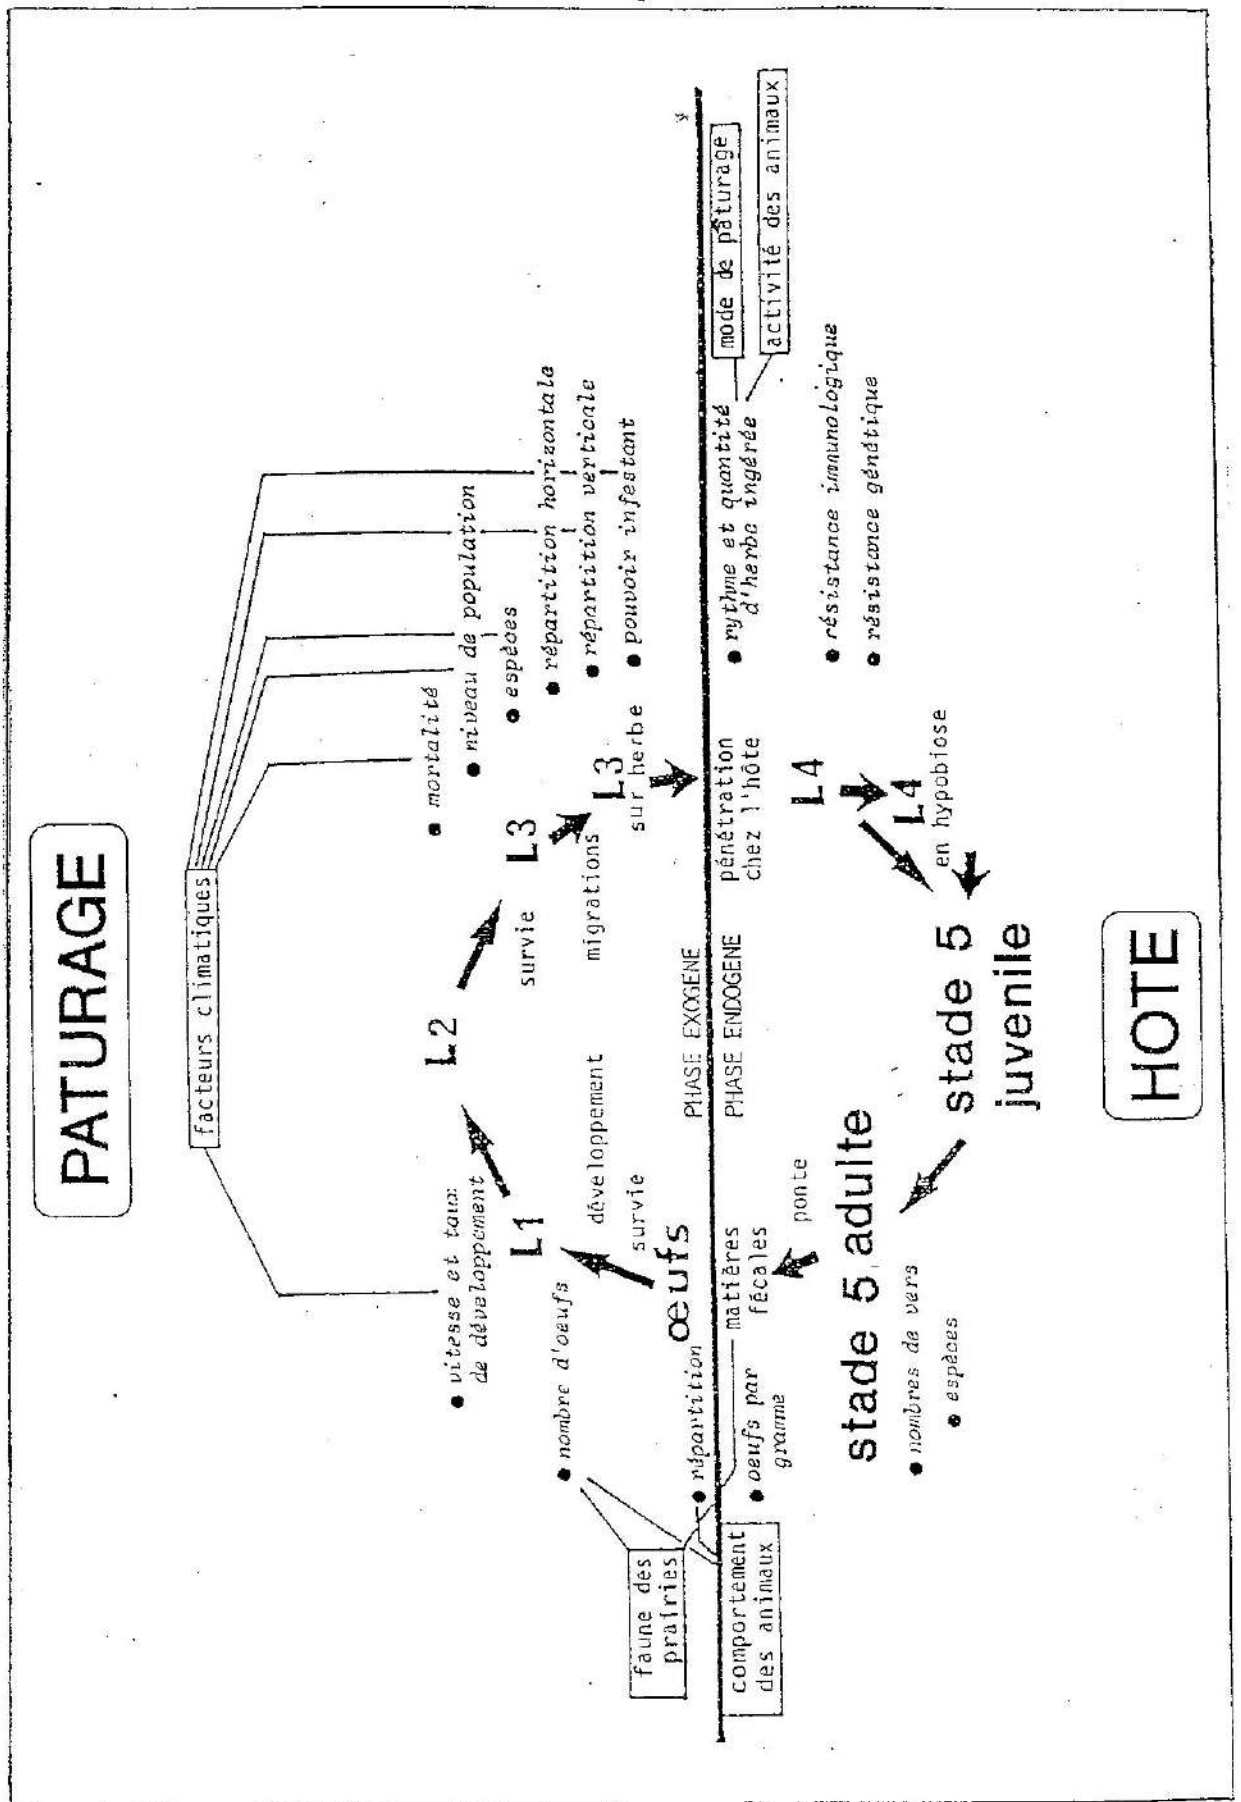 PATURAGE
facteurs climatiques
● vitesse et taux
de développement
● nombre d'oeufs
L1
L2
L3
survie
développement
survie
migrations
L3
sur herbe
● mortalité
● niveau de population
● espèces
● répartition horizontale
● répartition verticale
● pouvoir infestant
œufs
● répartition
faune des
prairies
PHASE EXOGENE
PHASE ENDOGENE
comportement
des animaux
● oeufs par
gramme
matières
fécales
ponte
pénétration
chez l'hôte
● rythme et quantité
d'herbe ingérée
mode de pâturage
activité des animaux
● résistance immunologique
● résistance génétique
L4
L4
en hypobiose
stade 5 adulte
● nombres de vers
● espèces
stade 5
juvenile
HOTE